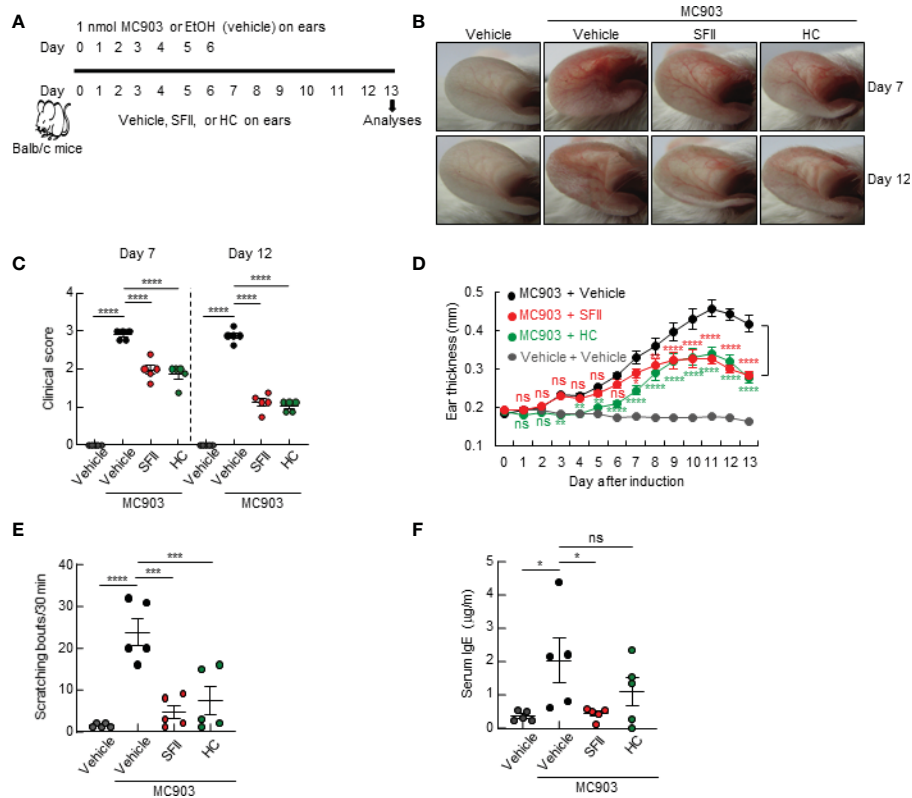 A
1 nmol MC903 or EtOH (vehicle) on ears
Day 0 1 2 3 4 5 6
Day 0 1 2 3 4 5 6 7 8 9 10 11 12 13
Vehicle, SFII, or HC on ears
Analyses
Balb/c mice
B
MC903
Vehicle Vehicle SFII HC
Day 7
Day 12
C
Day 7 Day 12
****
**** ****
**** ****
****
Clinical score
4
3
2
1
0
Vehicle Vehicle SFII HC Vehicle Vehicle SFII HC
MC903 MC903
D
Ear thickness (mm)
0.5
0.4
0.3
0.2
0.1
MC903 + Vehicle
MC903 + SFII
MC903 + HC
Vehicle + Vehicle
ns ns ns ns ns ns * **** **** **** **** **** ****
ns ns ** ** ** **** **** **** **** **** **** **** ****
0 1 2 3 4 5 6 7 8 9 10 11 12 13
Day after induction
E
Scratching bouts/30 min
40
30
20
10
0
***
**** ***
Vehicle Vehicle SFII HC
MC903
F
Serum IgE (µg/m)
5
4
3
2
1
0
ns
* *
Vehicle Vehicle SFII HC
MC903